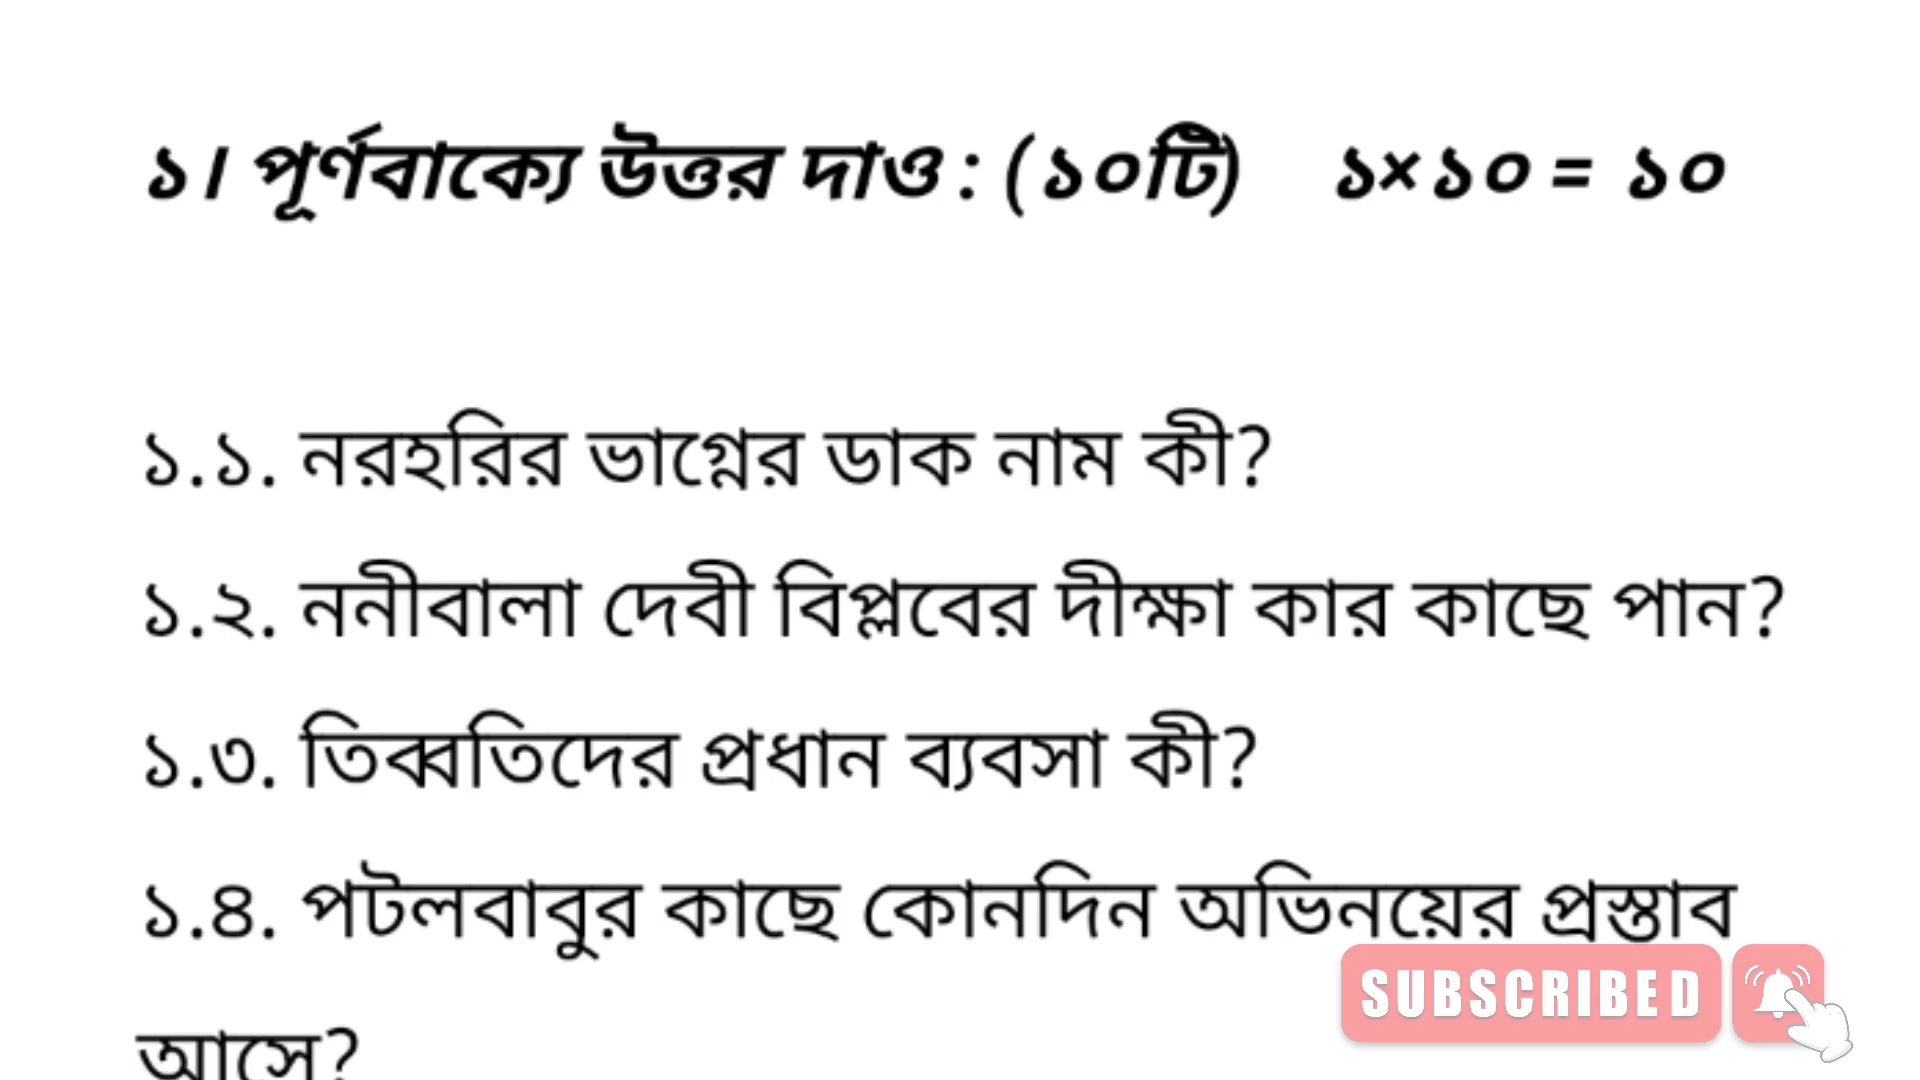 ১। পূর্ণবাক্যে উত্তর দাও : (১০টি) ১×১০ = ১০
১.১. নরহরির ভাগ্নের ডাক নাম কী?
১.২. ননীবালা দেবী বিপ্লবের দীক্ষা কার কাছে পান?
১.৩. তিব্বতিদের প্রধান ব্যবসা কী?
১.৪. পটলবাবুর কাছে কোনদিন অভিনয়ের প্রস্তাব
SUBSCRIBED
আসে?